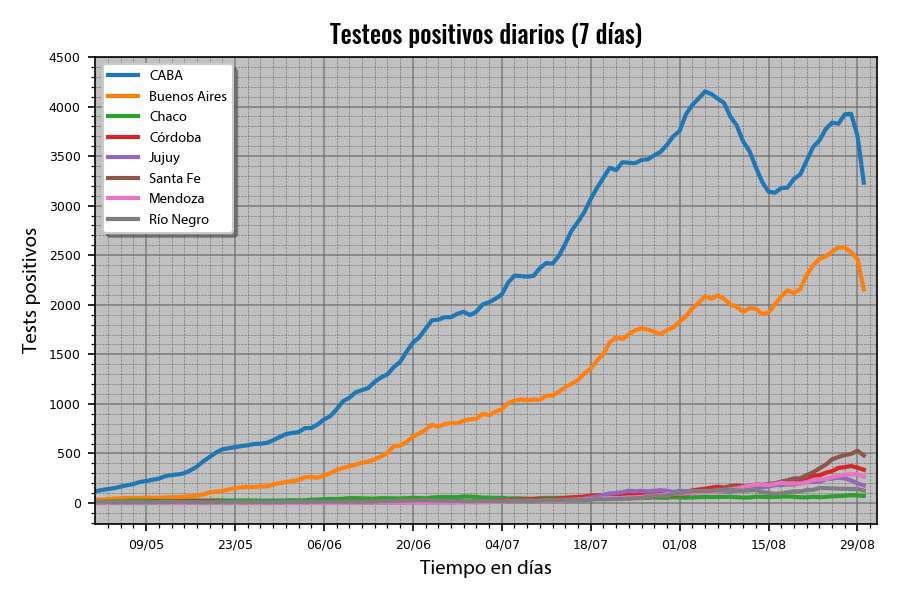 Testeos positivos diarios (7 días)
4500
4000
3500
3000
2500
2000
1500
1000
500
0
Tests positivos
CABA
Buenos Aires
Chaco
Córdoba
Jujuy
Santa Fe
Mendoza
Río Negro
09/05 23/05 06/06 20/06 04/07 18/07 01/08 15/08 29/08
Tiempo en días